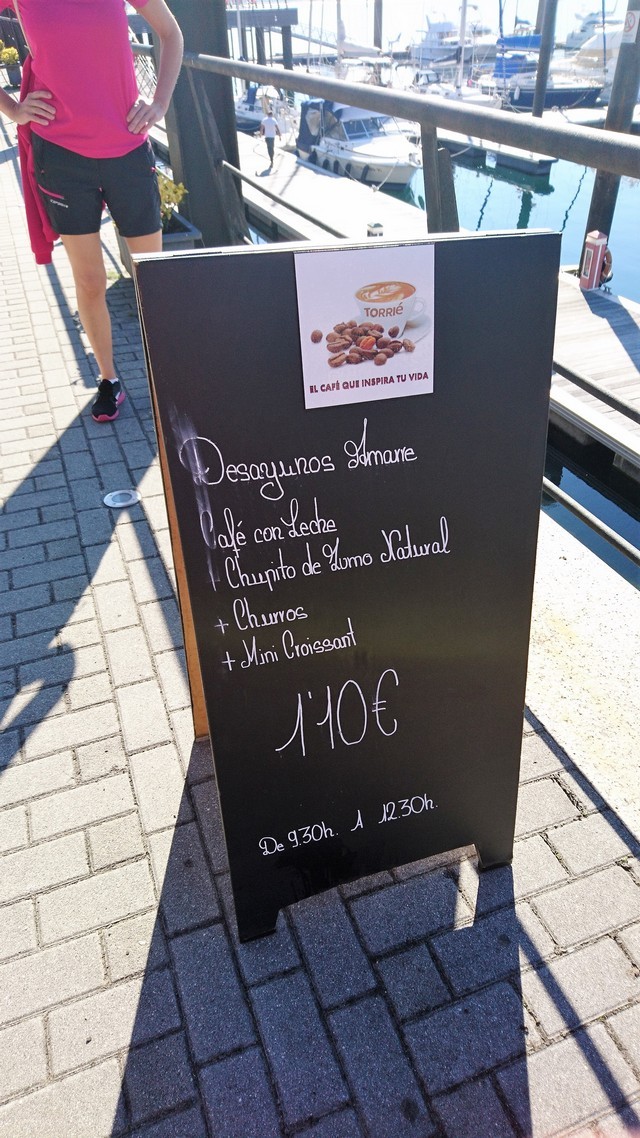 TORRIÉ
EL CAFÉ QUE INSPIRA TU VIDA
Desayunos Amarre
Café con Leche
+ Chupito de Zumo Natural
+ Churros
+ Mini Croissant
1'10€
De 9.30h. A 12.30h.